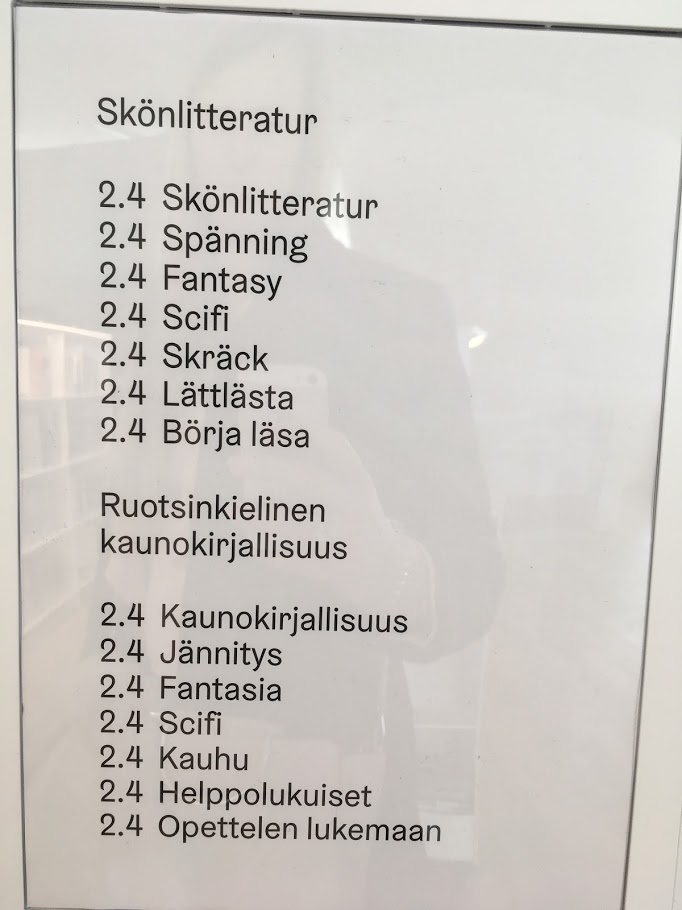 Skönlitteratur
2.4 Skönlitteratur
2.4 Spänning
2.4 Fantasy
2.4 Scifi
2.4 Skräck
2.4 Lättlästa
2.4 Börja läsa
Ruotsinkielinen
kaunokirjallisuus
2.4 Kaunokirjallisuus
2.4 Jännitys
2.4 Fantasia
2.4 Scifi
2.4 Kauhu
2.4 Helppolukuiset
2.4 Opettelen lukemaan